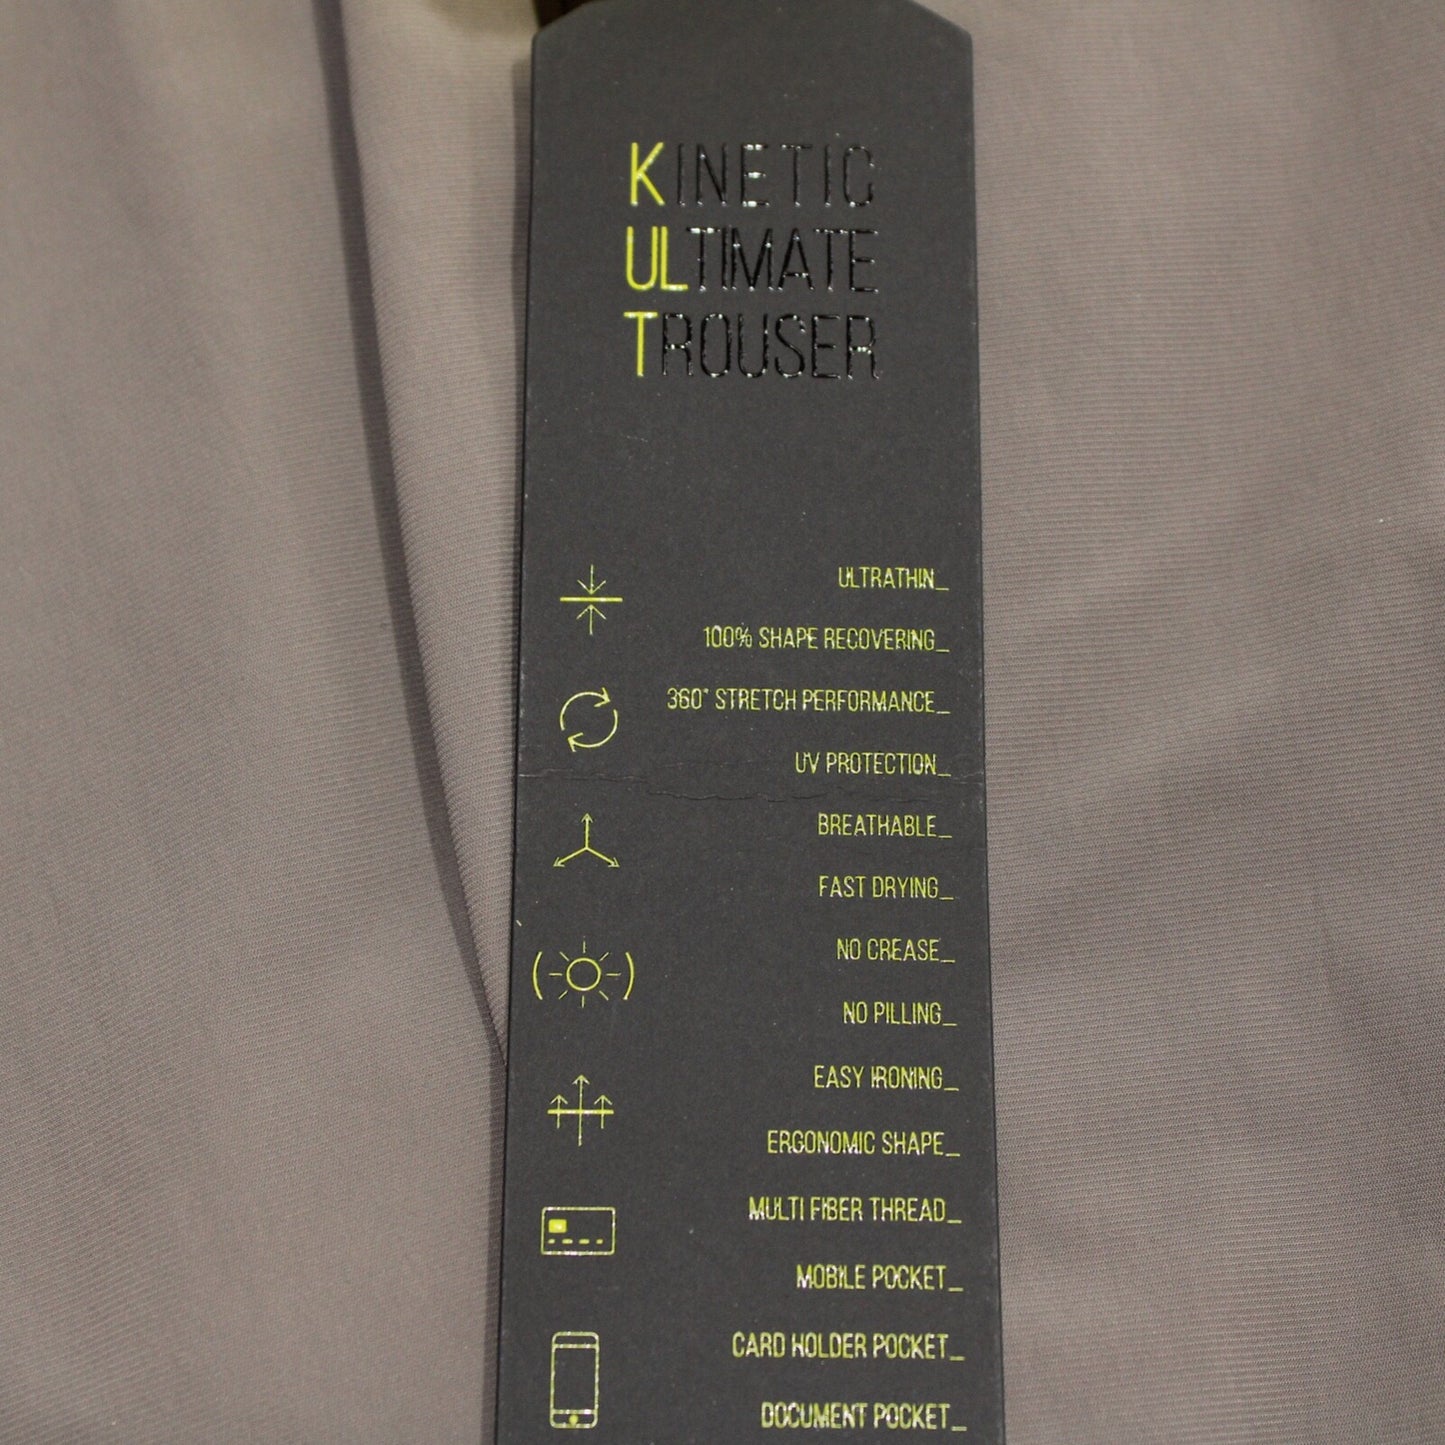 KINETIC
ULTIMATE
TROUSER
ULTRATHIN_
100% SHAPE RECOVERING_
360° STRETCH PERFORMANCE_
UV PROTECTION_
BREATHABLE_
FAST DRYING_
NO CREASE_
NO PILLING_
EASY IRONING_
ERGONOMIC SHAPE_
MULTI FIBER THREAD_
MOBILE POCKET_
CARD HOLDER POCKET_
DOCUMENT POCKET_